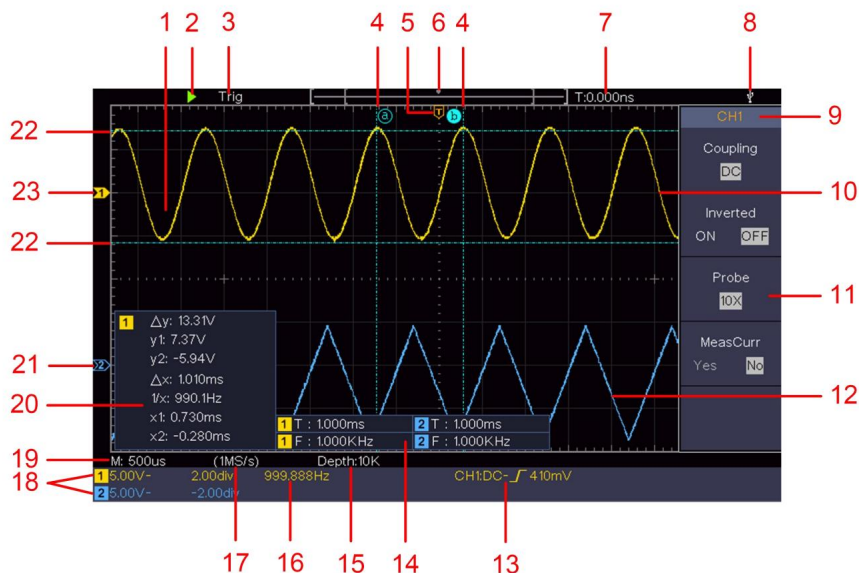 1 2 3 4 5 6 4 7 8
Trig T:0.000ns
a T b
22
23 1
22
21 2
20
19
18
CH1 9
Coupling
DC
10
Inverted
ON OFF
Probe
10X 11
MeasCurr
Yes No
12
1 △y: 13.31V
y1: 7.37V
y2: -5.94V
△x: 1.010ms
1/x: 990.1Hz
x1: 0.730ms
x2: -0.280ms
1 T : 1.000ms 2 T : 1.000ms
1 F : 1.000KHz 2 F : 1.000KHz
M: 500us (1MS/s) Depth:10K
1 5.00V~ 2.00div 999.888Hz CH1:DC- 410mV
2 5.00V~ -2.00div
17 16 15 14 13